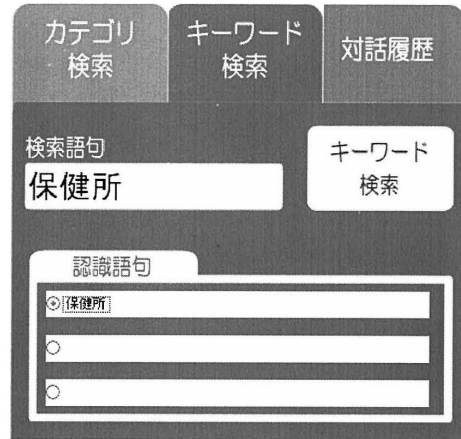 カテゴリ
検索
キーワード
検索
対話履歴
検索語句
保健所
キーワード
検索
認識語句
保健所